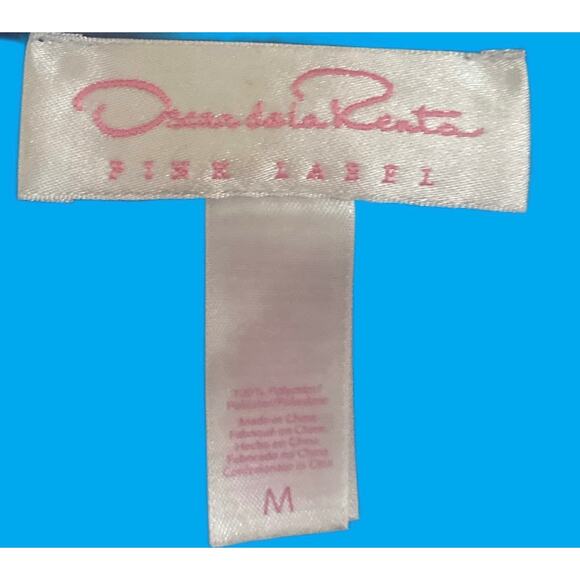 Oscar de la Renta
PINK LABEL
100% Polyester/
Made in China
Fabriqué en Chine
Hecho en China
Fabricado na China
M